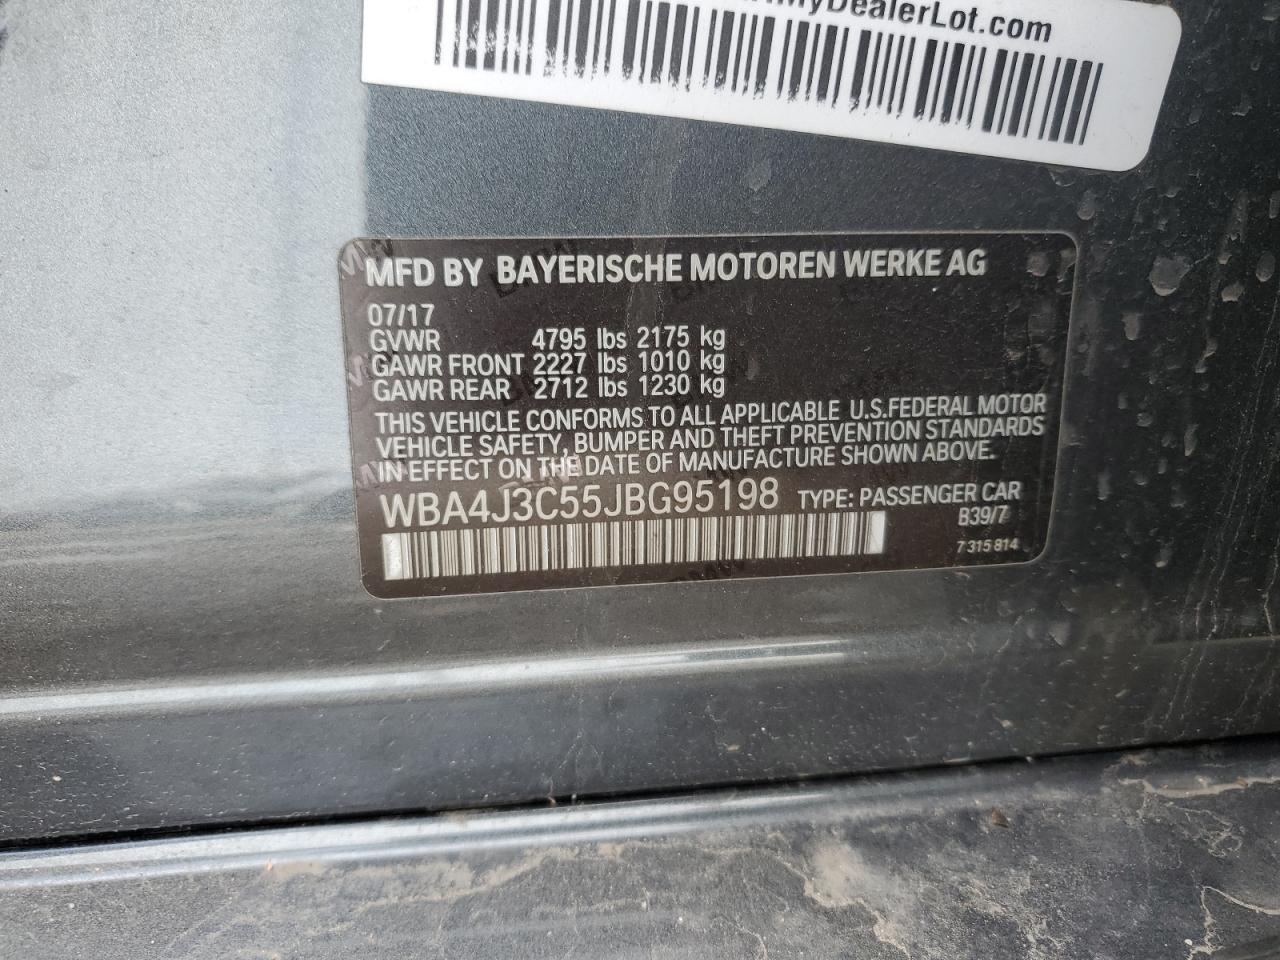 MyDealerLot.com
MFD BY BAYERISCHE MOTOREN WERKE AG
07/17
GVWR 4795 lbs 2175 kg
GAWR FRONT 2227 lbs 1010 kg
GAWR REAR 2712 lbs 1230 kg
THIS VEHICLE CONFORMS TO ALL APPLICABLE U.S.FEDERAL MOTOR
VEHICLE SAFETY, BUMPER AND THEFT PREVENTION STANDARDS
IN EFFECT ON THE DATE OF MANUFACTURE SHOWN ABOVE.
WBA4J3C55JBG95198 TYPE: PASSENGER CAR
B39/7
7 315 814